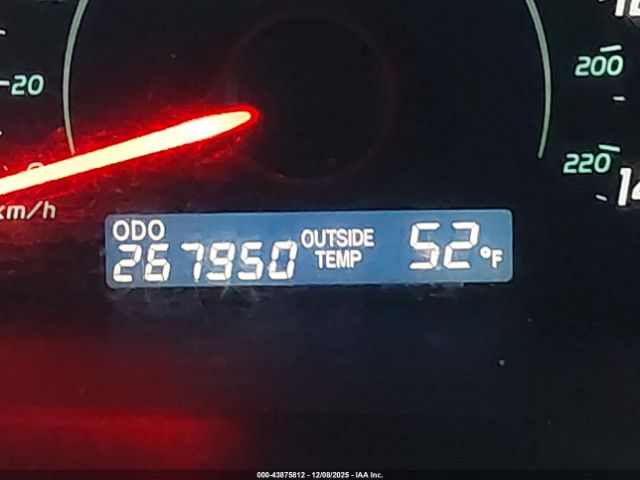 20
200
220
km/h
ODO
267950
OUTSIDE
TEMP
52°F
000-43875812 - 12/08/2025 - IAA Inc.